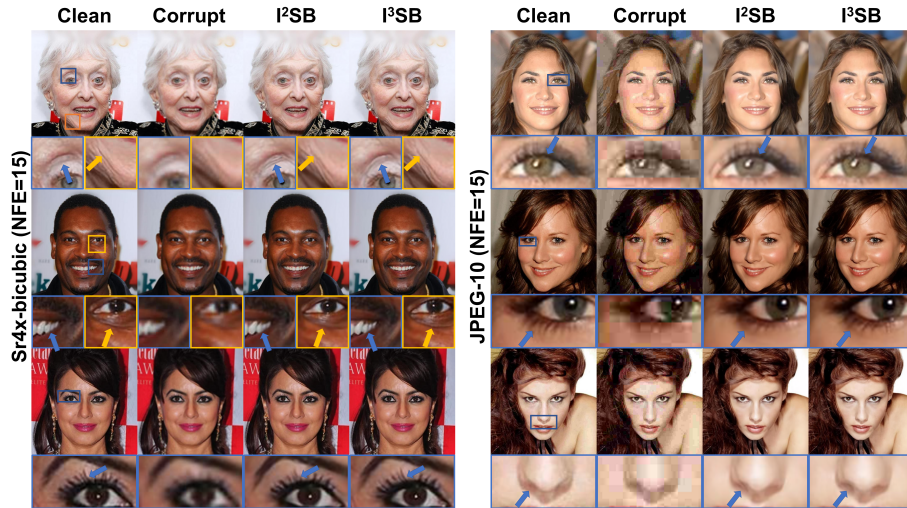 Clean Corrupt I²SB I³SB
Sr4x-bicubic (NFE=15)
Clean Corrupt I²SB I³SB
JPEG-10 (NFE=15)